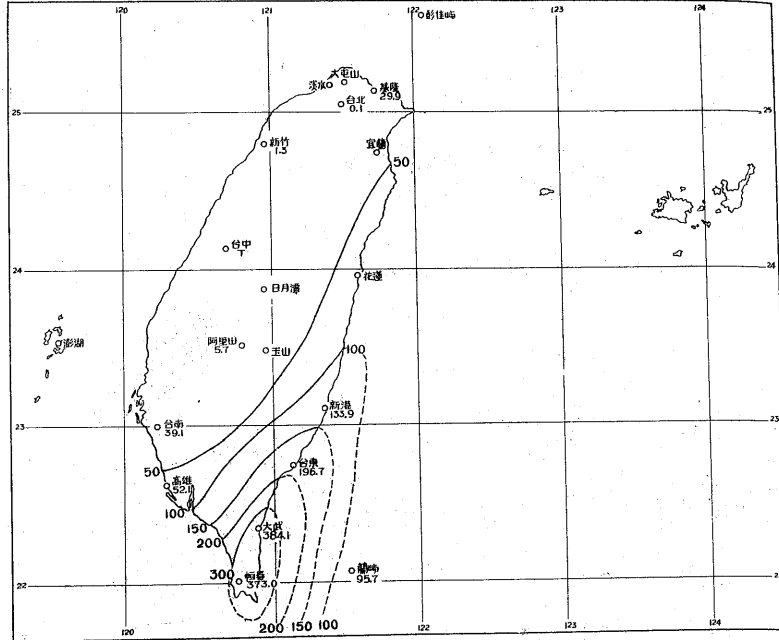 120
121
122
123
124
彭佳嶼
大屯山
淡水
基隆
29.9
台北
0.1
25
25
新竹
1.3
宜蘭
50
台中
T
24
24
花蓮
日月潭
阿里山
5.7
玉山
100
澎湖
新港
133.9
台南
39.1
23
23
台東
196.7
50
高雄
52.1
100
150
200
大武
384.1
300
恒春
373.0
蘭嶼
95.7
22
22
200 150 100
120
121
122
123
124